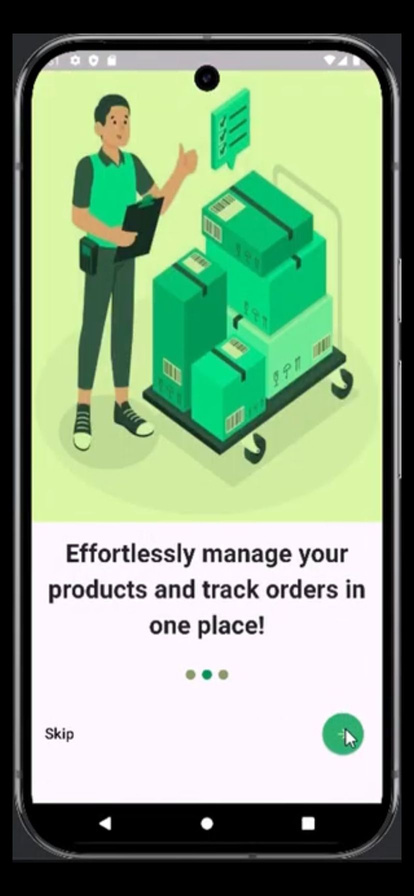 Effortlessly manage your
products and track orders in
one place!
Skip